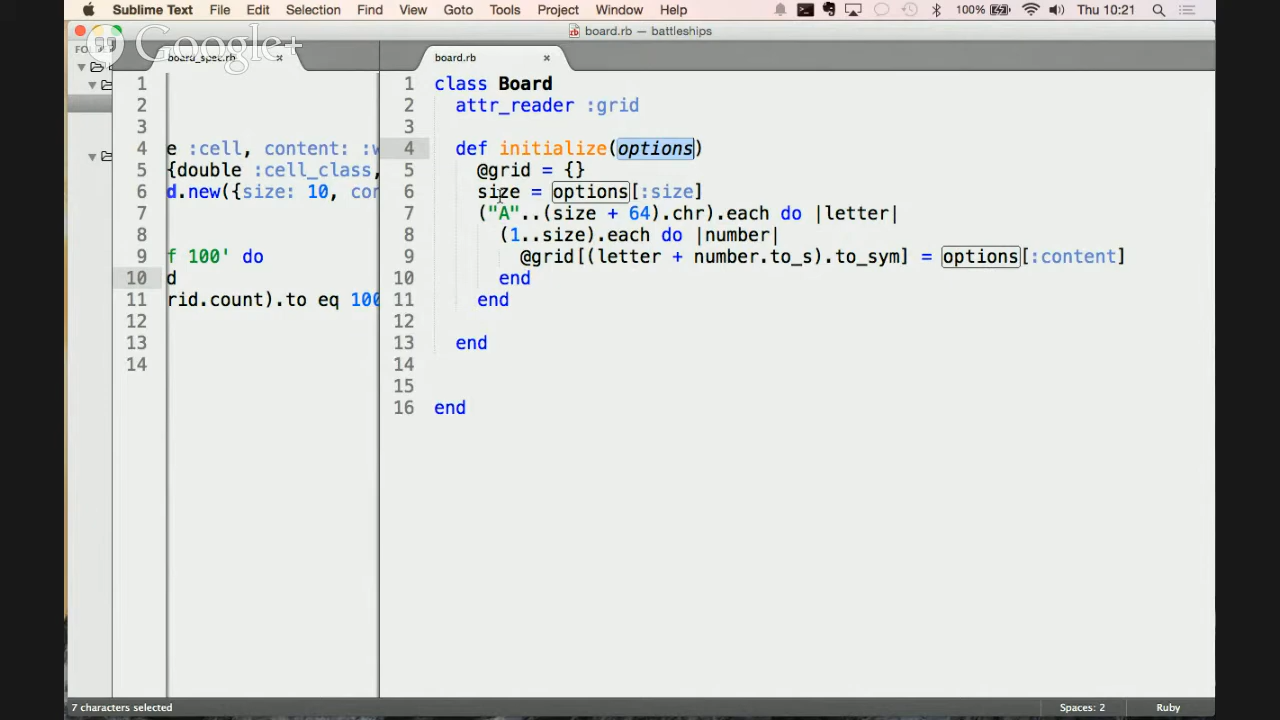 Sublime Text File Edit Selection Find View Goto Tools Project Window Help 100% Thu 10:21
board.rb — battleships
Google+
FO
board_spec.rb ×
board.rb ×
1
2
3
4 e :cell, content: :
5 {double :cell_class,
6 d.new({size: 10, con
7
8
9 f 100' do
10 d
11 rid.count).to eq 100
12
13
14
1 class Board
2 attr_reader :grid
3
4 def initialize(options)
5 @grid = {}
6 size = options[:size]
7 ("A"..(size + 64).chr).each do |letter|
8 (1..size).each do |number|
9 @grid[(letter + number.to_s).to_sym] = options[:content]
10 end
11 end
12
13 end
14
15
16 end
7 characters selected
Spaces: 2 Ruby